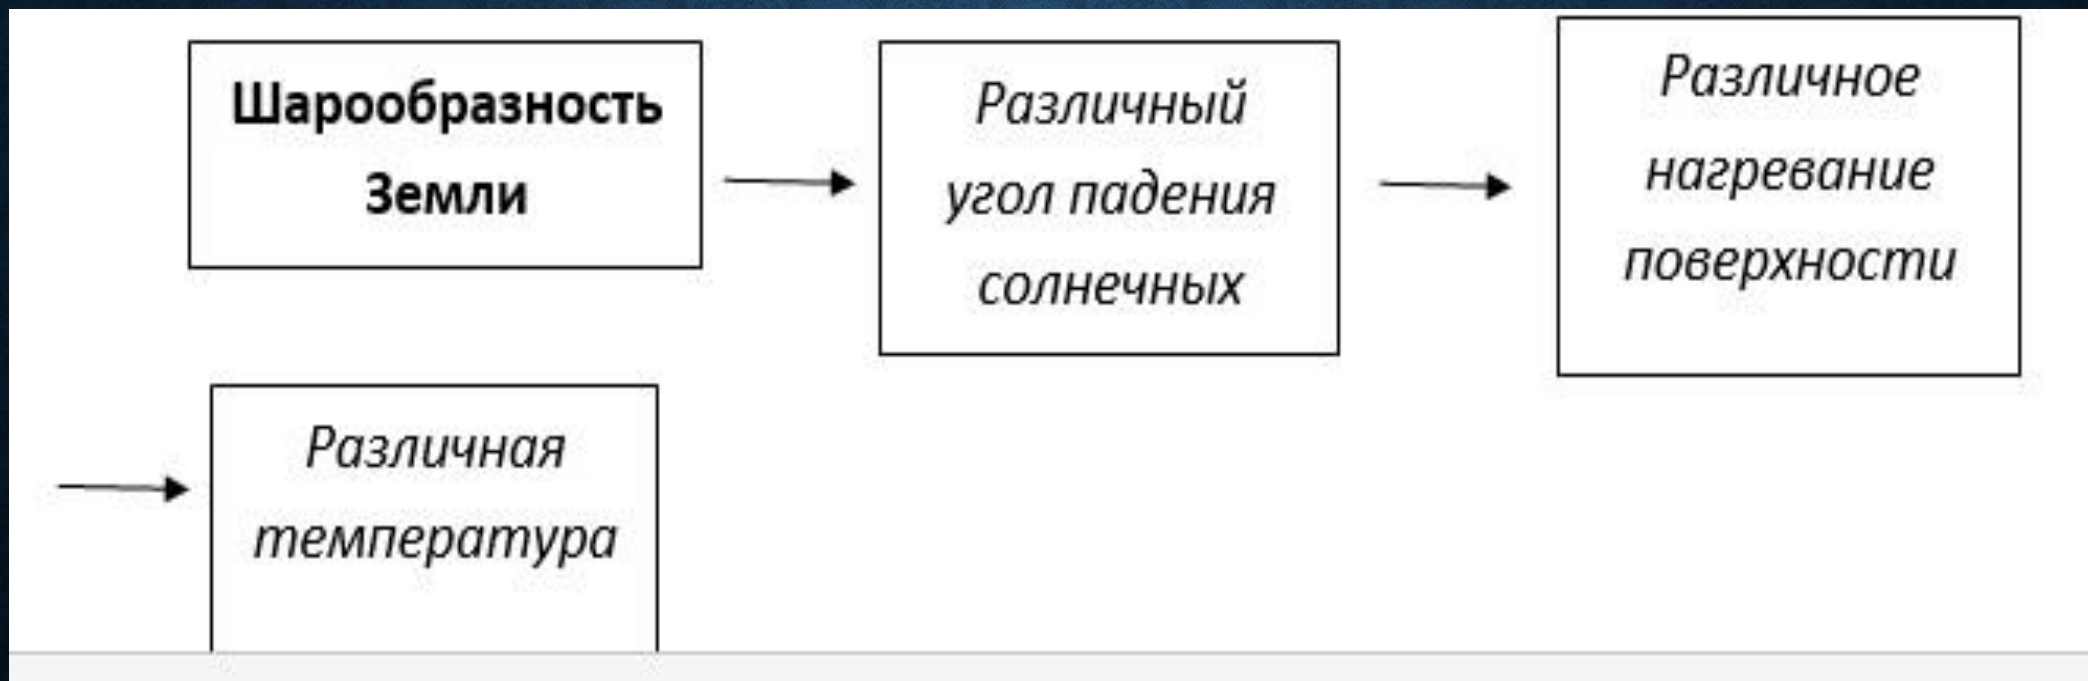 Шарообразность
Земли
Различный
угол падения
солнечных
Различное
нагревание
поверхности
Различная
температура